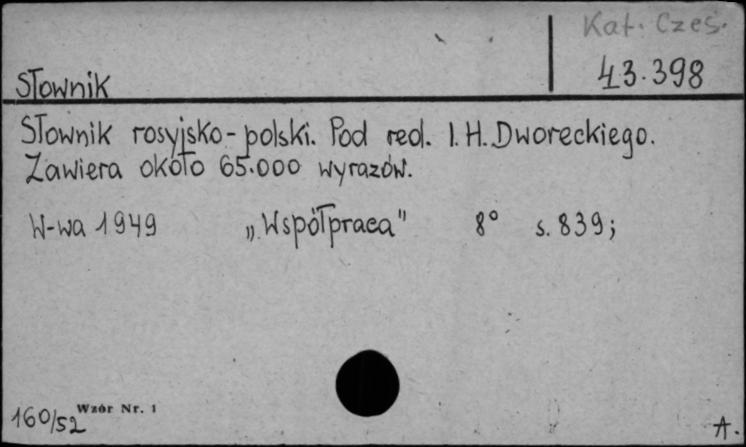 Kat. Częś.
Słownik
43.398
Słownik rosyjsko-polski. Pod red. I.H. Dworeckiego.
Zawiera około 65.000 wyrazów.
W-wa 1949 „Współpraca" 8° s. 839;
Wzór Nr. 1
160/52
A.